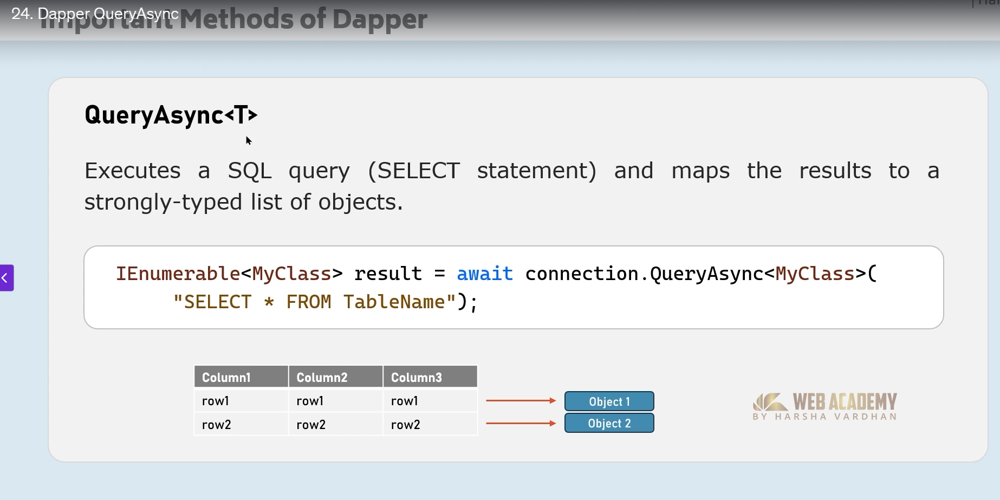 24. Dapper QueryAsync
Important Methods of Dapper
QueryAsync<T>
Executes a SQL query (SELECT statement) and maps the results to a
strongly-typed list of objects.
IEnumerable<MyClass> result = await connection.QueryAsync<MyClass>(
"SELECT * FROM TableName");
Column1 Column2 Column3
row1 row1 row1
row2 row2 row2
Object 1
Object 2
WEB ACADEMY
BY HARSHA VARDHAN